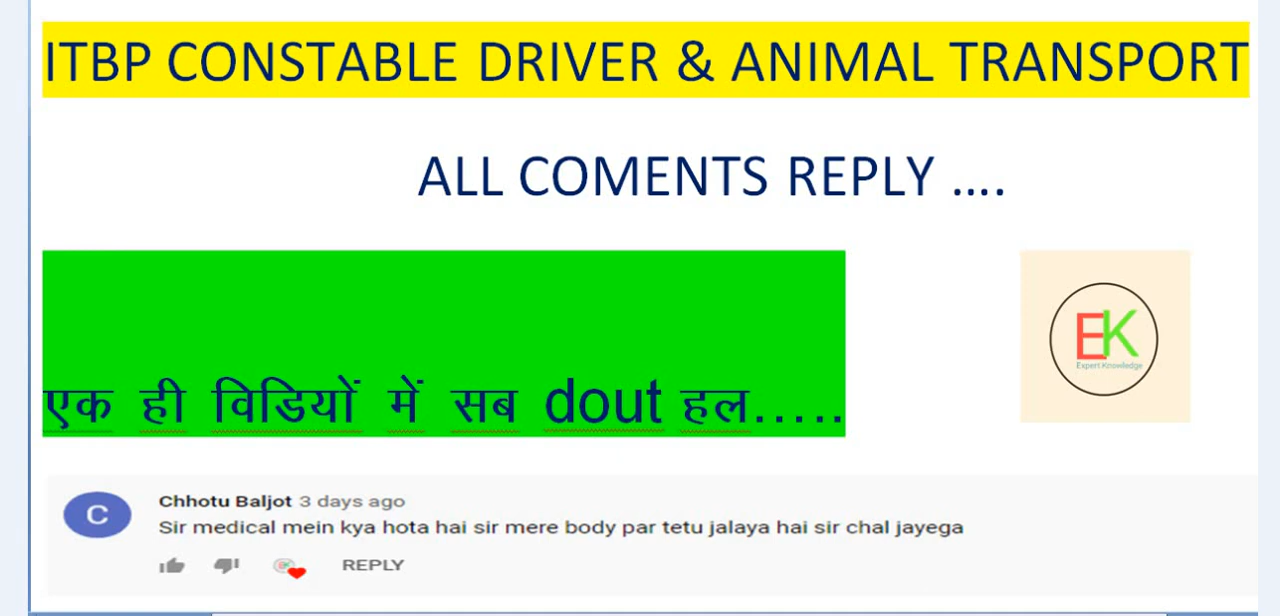 ITBP CONSTABLE DRIVER & ANIMAL TRANSPORT
ALL COMENTS REPLY ....
EK
Expert Knowledge
एक ही विडियों में सब dout हल.....
C
Chhotu Baljot 3 days ago
Sir medical mein kya hota hai sir mere body par tetu jalaya hai sir chal jayega
REPLY